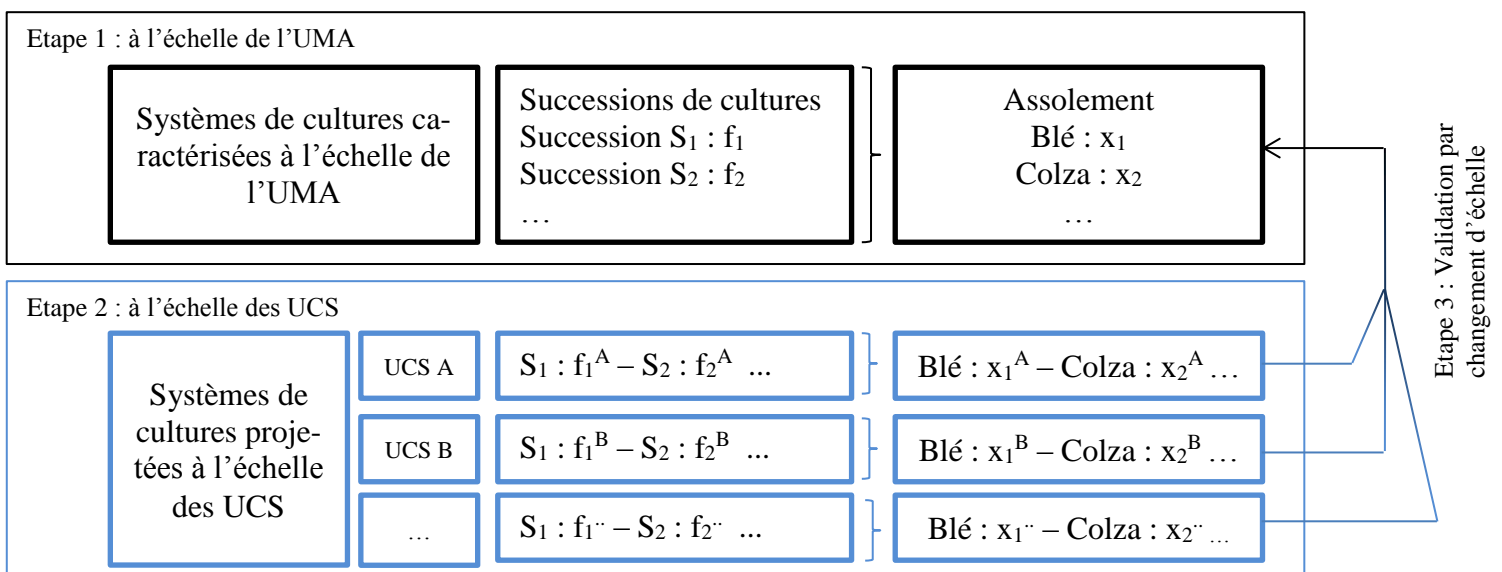 Etape 1 : à l’échelle de l’UMA
Systèmes de cultures ca-
ractérisées à l’échelle de
l’UMA
Successions de cultures
Succession S₁ : f₁
Succession S₂ : f₂
…
Assolement
Blé : x₁
Colza : x₂
…
Etape 3 : Validation par
changement d’échelle
Etape 2 : à l’échelle des UCS
Systèmes de
cultures proje-
tées à l’échelle
des UCS
UCS A
S₁ : f₁ᴬ – S₂ : f₂ᴬ ...
Blé : x₁ᴬ – Colza : x₂ᴬ …
UCS B
S₁ : f₁ᴮ – S₂ : f₂ᴮ ...
Blé : x₁ᴮ – Colza : x₂ᴮ …
…
S₁ : f₁¨ – S₂ : f₂¨ ...
Blé : x₁¨ – Colza : x₂¨ …